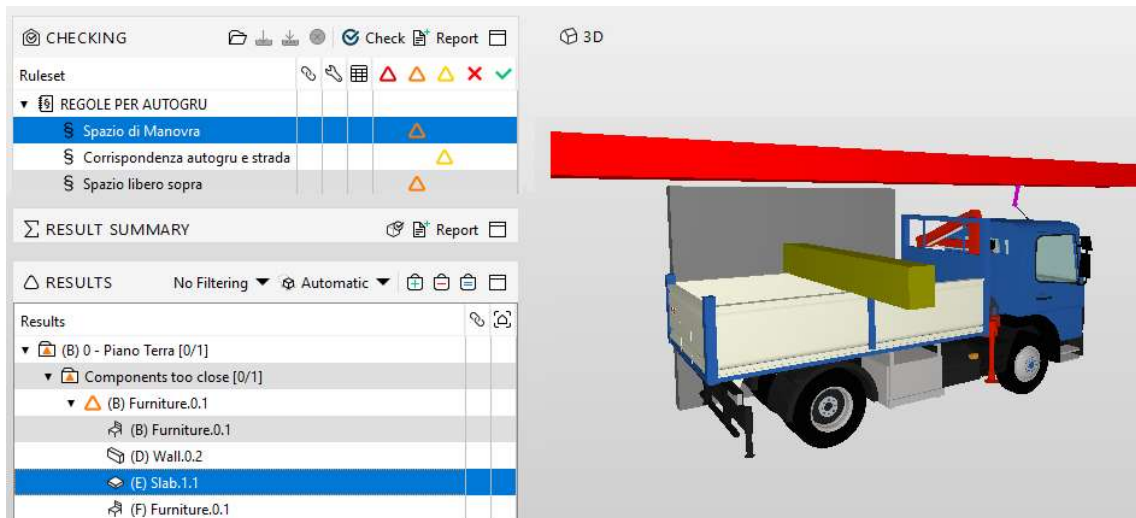 CHECKING Check Report
Ruleset
REGOLE PER AUTOGRU
§ Spazio di Manovra
§ Corrispondenza autogru e strada
§ Spazio libero sopra
∑ RESULT SUMMARY Report
RESULTS No Filtering Automatic
Results
(B) 0 - Piano Terra [0/1]
Components too close [0/1]
(B) Furniture.0.1
(B) Furniture.0.1
(D) Wall.0.2
(E) Slab.1.1
(F) Furniture.0.1
3D